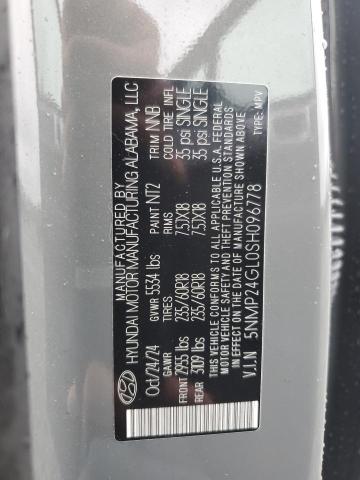 MANUFACTURED BY
HYUNDAI MOTOR MANUFACTURING ALABAMA, LLC
Oct/24/24 GVWR 5534 lbs PAINT NT2 TRIM NNB
GAWR TIRES RIMS COLD TIRE INFL
FRONT 2955 lbs 235/60R18 7.5JX18 35 psi SINGLE
REAR 3109 lbs 235/60R18 7.5JX18 35 psi SINGLE
THIS VEHICLE CONFORMS TO ALL APPLICABLE U.S.A. FEDERAL
MOTOR VEHICLE SAFETY, BUMPER, AND THEFT PREVENTION STANDARDS
IN EFFECT ON THE DATE OF MANUFACTURE SHOWN ABOVE
V.I.N 5NMP24GL0SH096778 TYPE: MPV